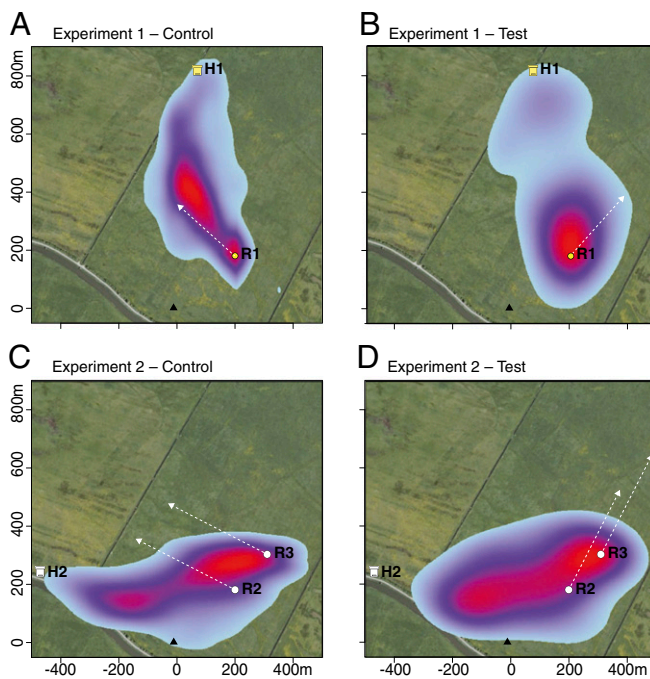 A
Experiment 1 – Control
B
Experiment 1 – Test
800m
600
400
200
0
H1
R1
H1
R1
C
Experiment 2 – Control
D
Experiment 2 – Test
800m
600
400
200
0
H2
R3
R2
H2
R3
R2
-400 -200 0 200 400m
-400 -200 0 200 400m